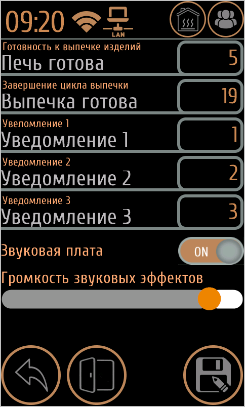 09:20
LAN
Готовность к выпечке изделий
Печь готова 5
Завершение цикла выпечки
Выпечка готова 19
Уведомление 1
Уведомление 1 1
Уведомление 2
Уведомление 2 2
Уведомление 3
Уведомление 3 3
Звуковая плата ON
Громкость звуковых эффектов